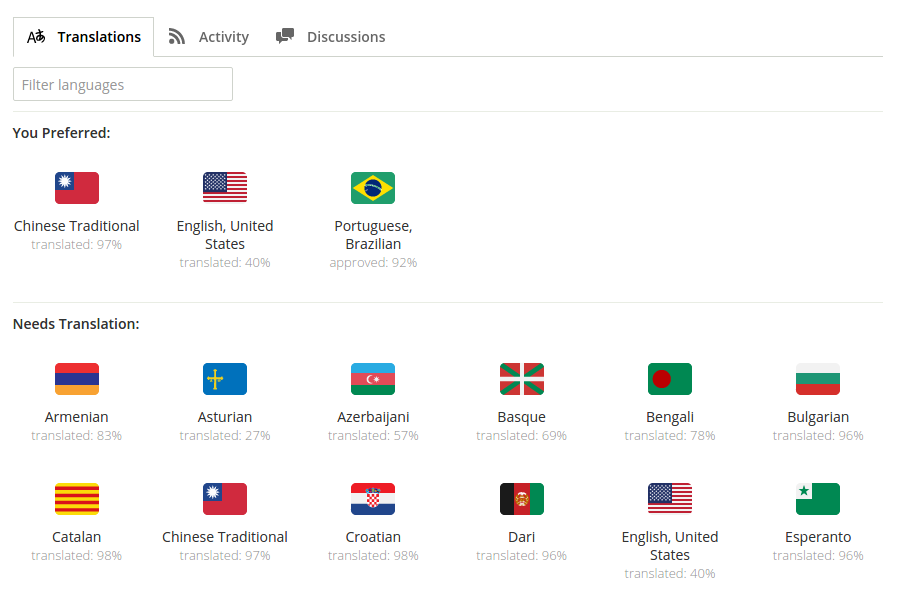 Translations Activity Discussions
Filter languages
You Preferred:
Chinese Traditional
translated: 97%
English, United
States
translated: 40%
Portuguese,
Brazilian
approved: 92%
Needs Translation:
Armenian
translated: 83%
Asturian
translated: 27%
Azerbaijani
translated: 57%
Basque
translated: 69%
Bengali
translated: 78%
Bulgarian
translated: 96%
Catalan
translated: 98%
Chinese Traditional
translated: 97%
Croatian
translated: 98%
Dari
translated: 96%
English, United
States
translated: 40%
Esperanto
translated: 96%